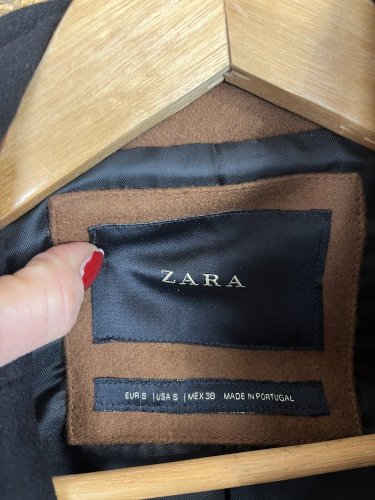 ZARA
EUR S | USA S | MEX 38 MADE IN PORTUGAL